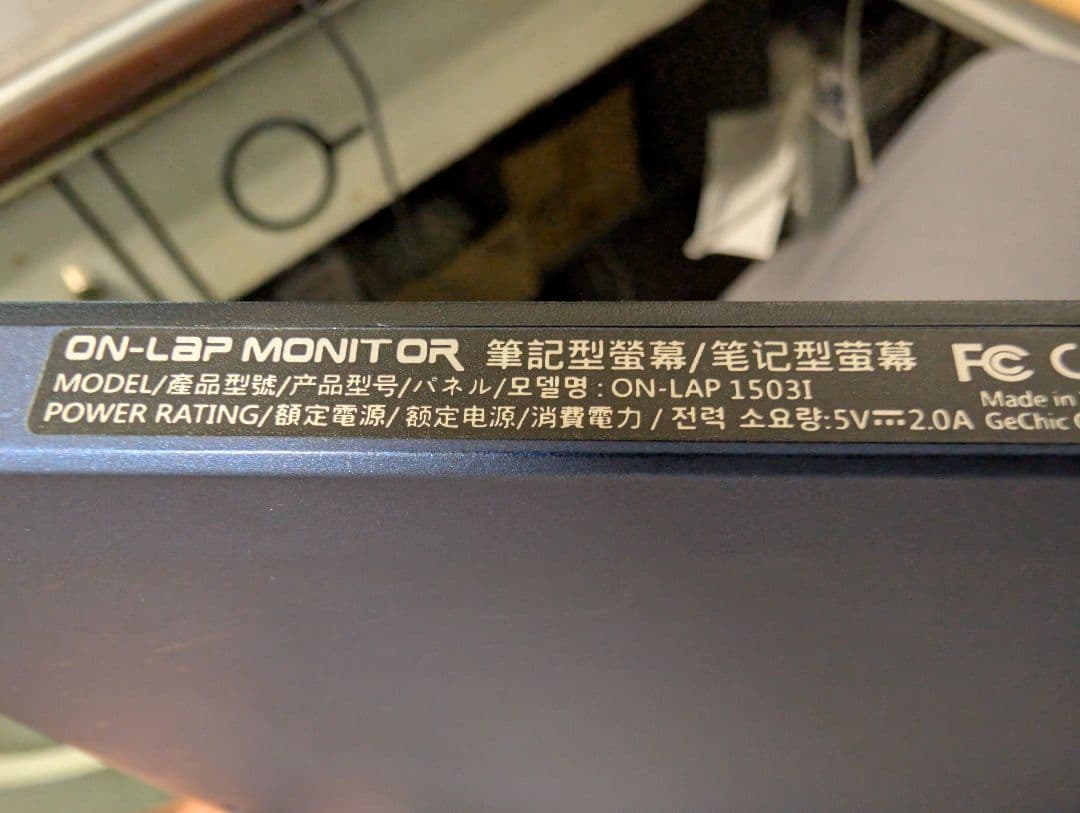 ON-LAP MONITOR 筆記型螢幕/笔记型萤幕 FC
MODEL/產品型號/产品型号/パネル/모델명 : ON-LAP 1503I
Made in
POWER RATING/額定電源/额定电源/消費電力 / 전력 소요량:5V⎓2.0A
GeChic